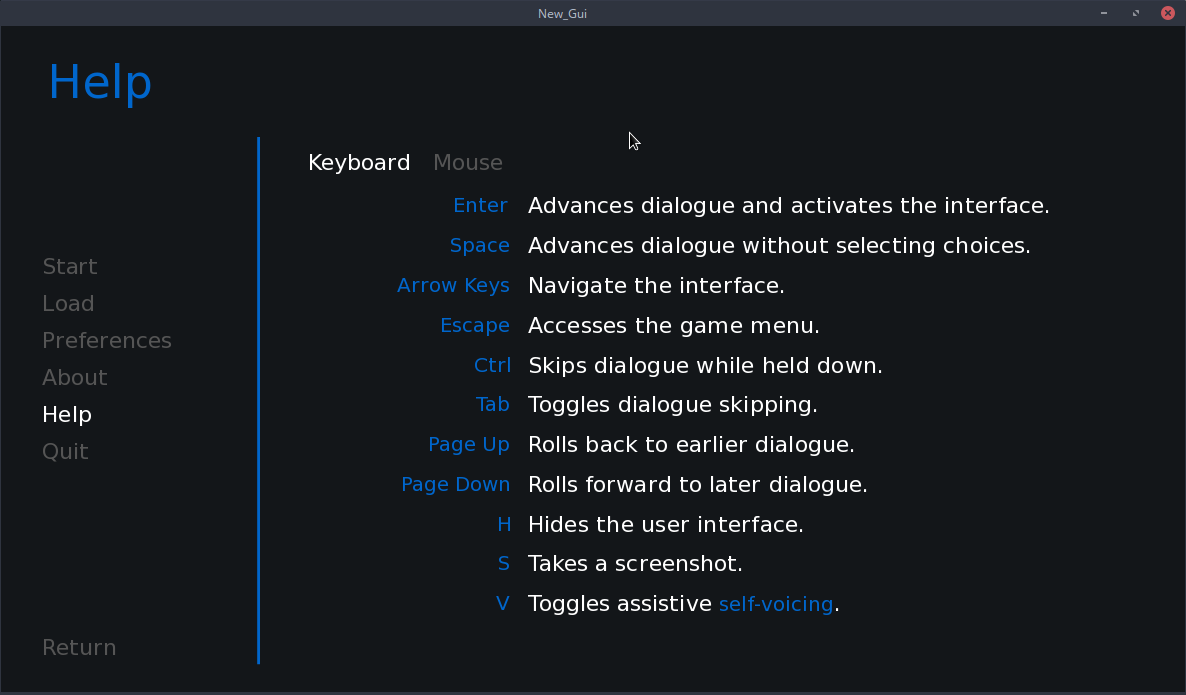 New_Gui
Help
Keyboard Mouse
Enter Advances dialogue and activates the interface.
Space Advances dialogue without selecting choices.
Arrow Keys Navigate the interface.
Escape Accesses the game menu.
Ctrl Skips dialogue while held down.
Tab Toggles dialogue skipping.
Page Up Rolls back to earlier dialogue.
Page Down Rolls forward to later dialogue.
H Hides the user interface.
S Takes a screenshot.
V Toggles assistive self-voicing.
Start
Load
Preferences
About
Help
Quit
Return